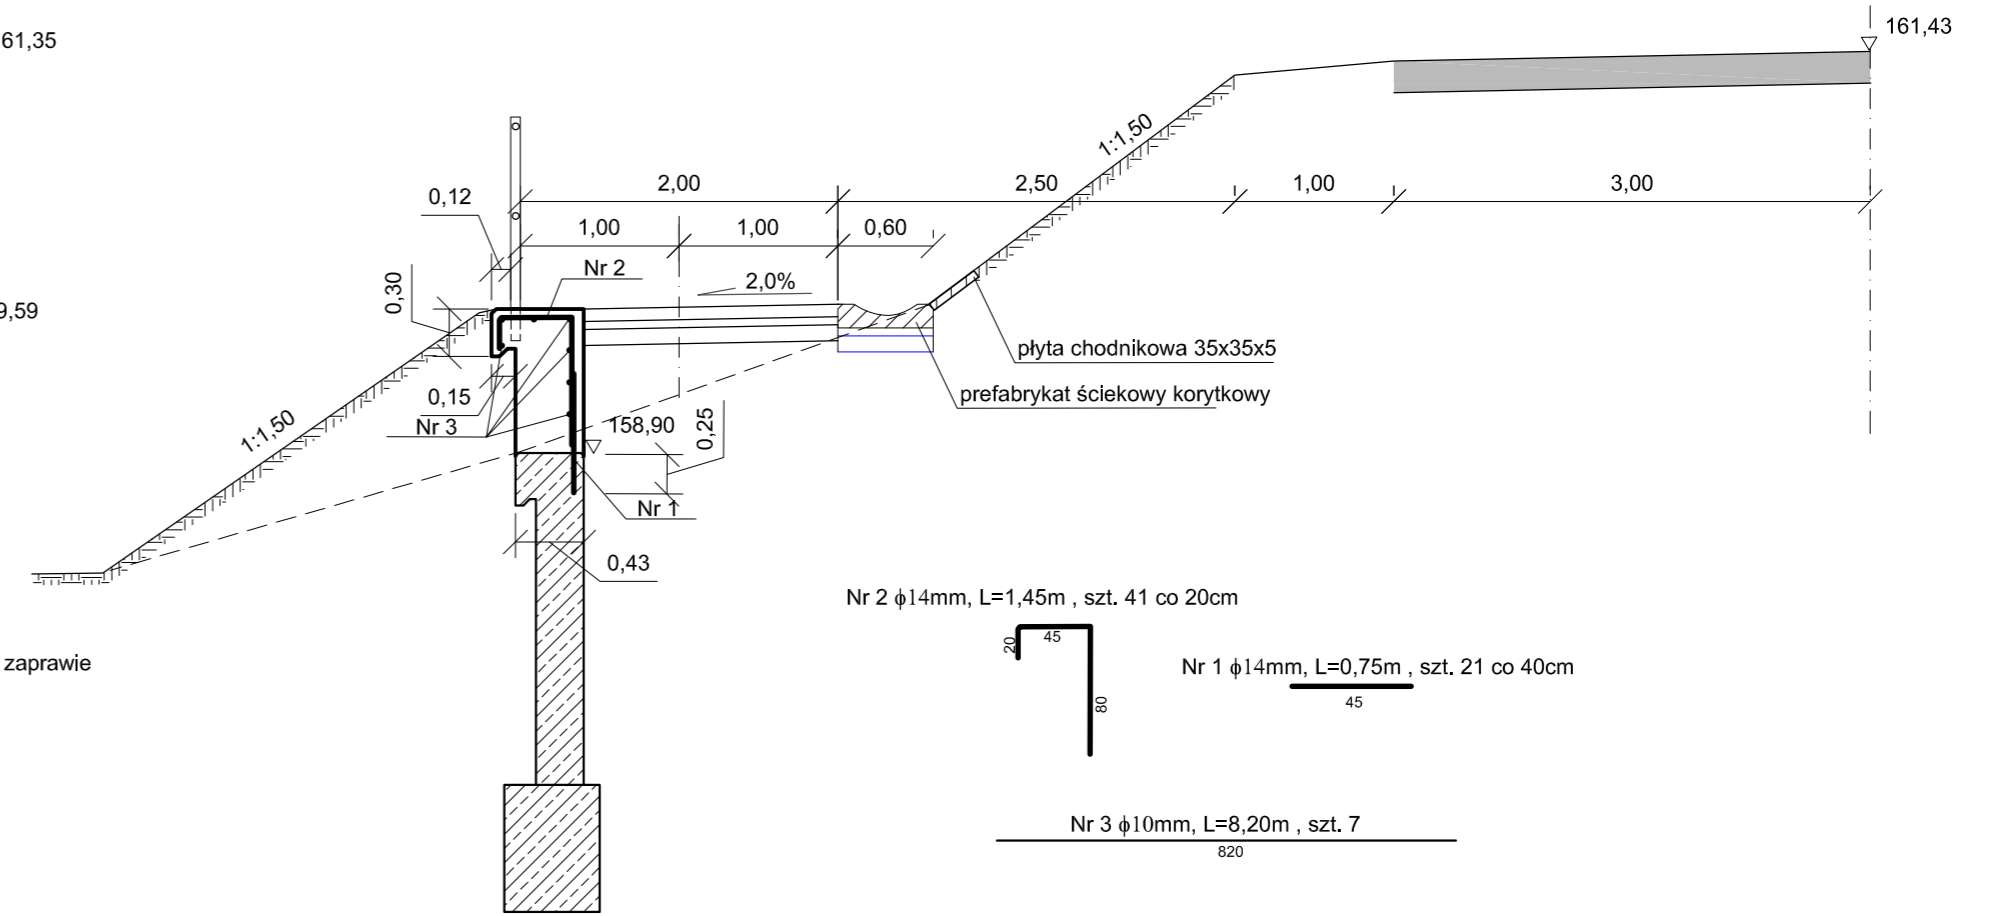 61,35
161,43
1:1,50
2,00
2,50
1,00
3,00
0,12
1,00
1,00
0,60
Nr 2
2,0%
0,30
9,59
płyta chodnikowa 35x35x5
prefabrykat ściekowy korytkowy
0,15
Nr 3
1:1,50
158,90
0,25
Nr 1
0,43
Nr 2 ϕ14mm, L=1,45m , szt. 41 co 20cm
20
45
80
zaprawie
Nr 1 ϕ14mm, L=0,75m , szt. 21 co 40cm
45
Nr 3 ϕ10mm, L=8,20m , szt. 7
820